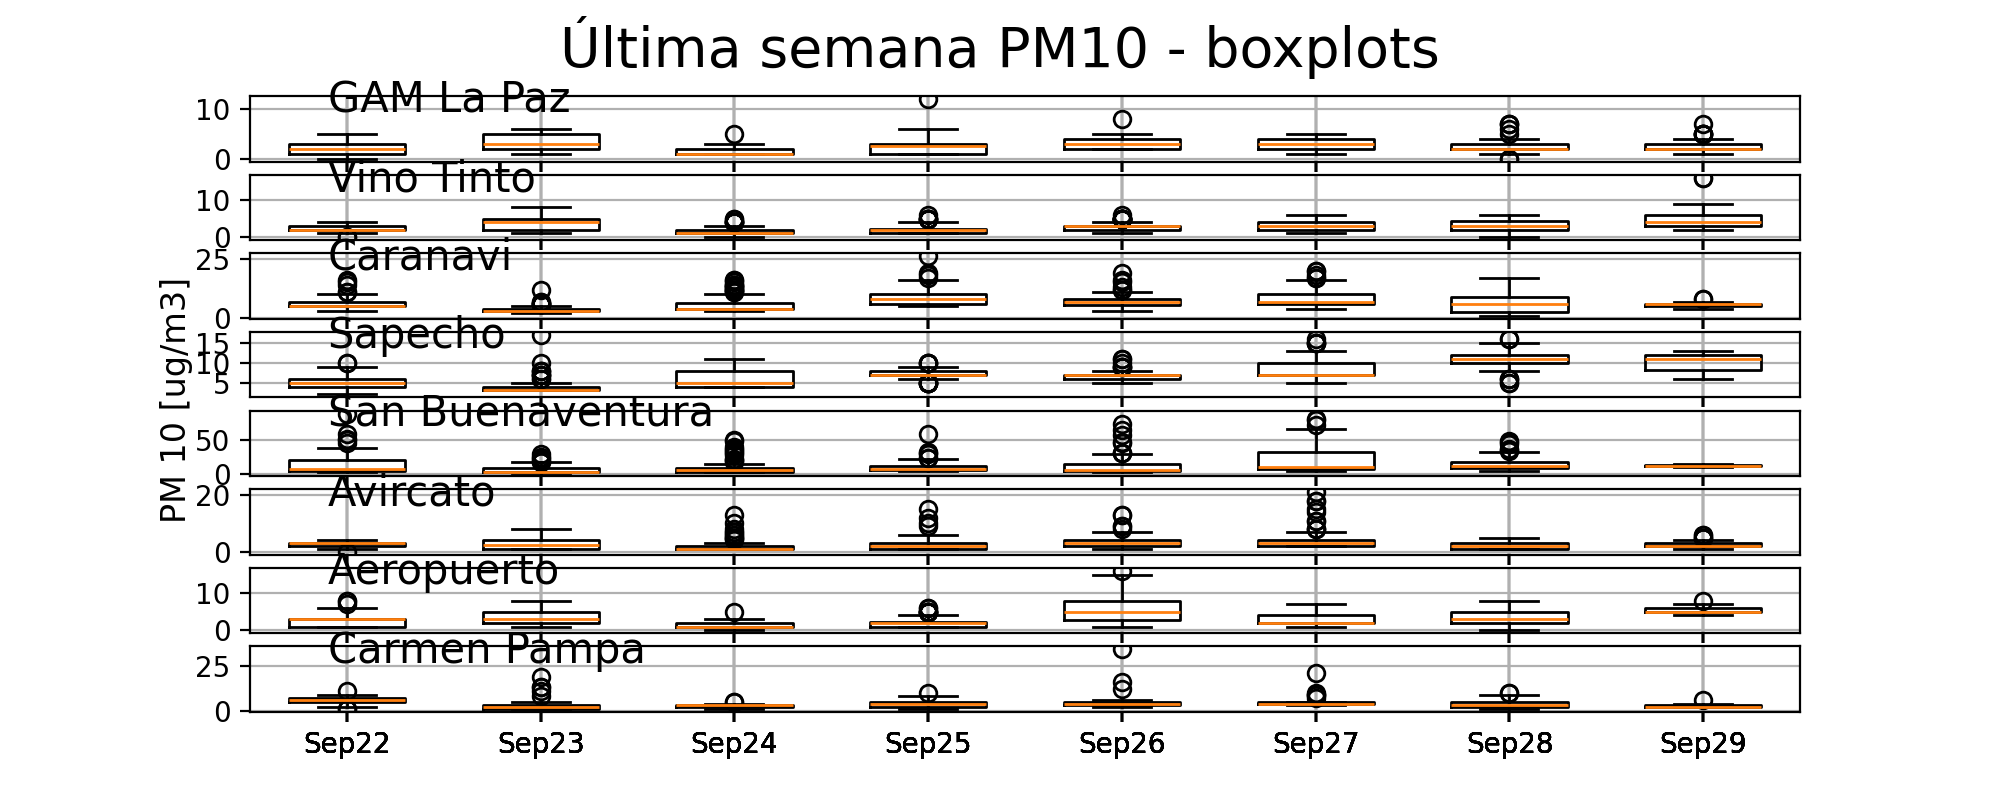 Última semana PM10 - boxplots
PM 10 [ug/m3]
GAM La Paz
10
0
Vino Tinto
10
0
Caranavi
25
0
Sapecho
15
10
5
San Buenaventura
50
0
Avircato
20
0
Aeropuerto
10
0
Carmen Pampa
25
0
Sep22 Sep23 Sep24 Sep25 Sep26 Sep27 Sep28 Sep29